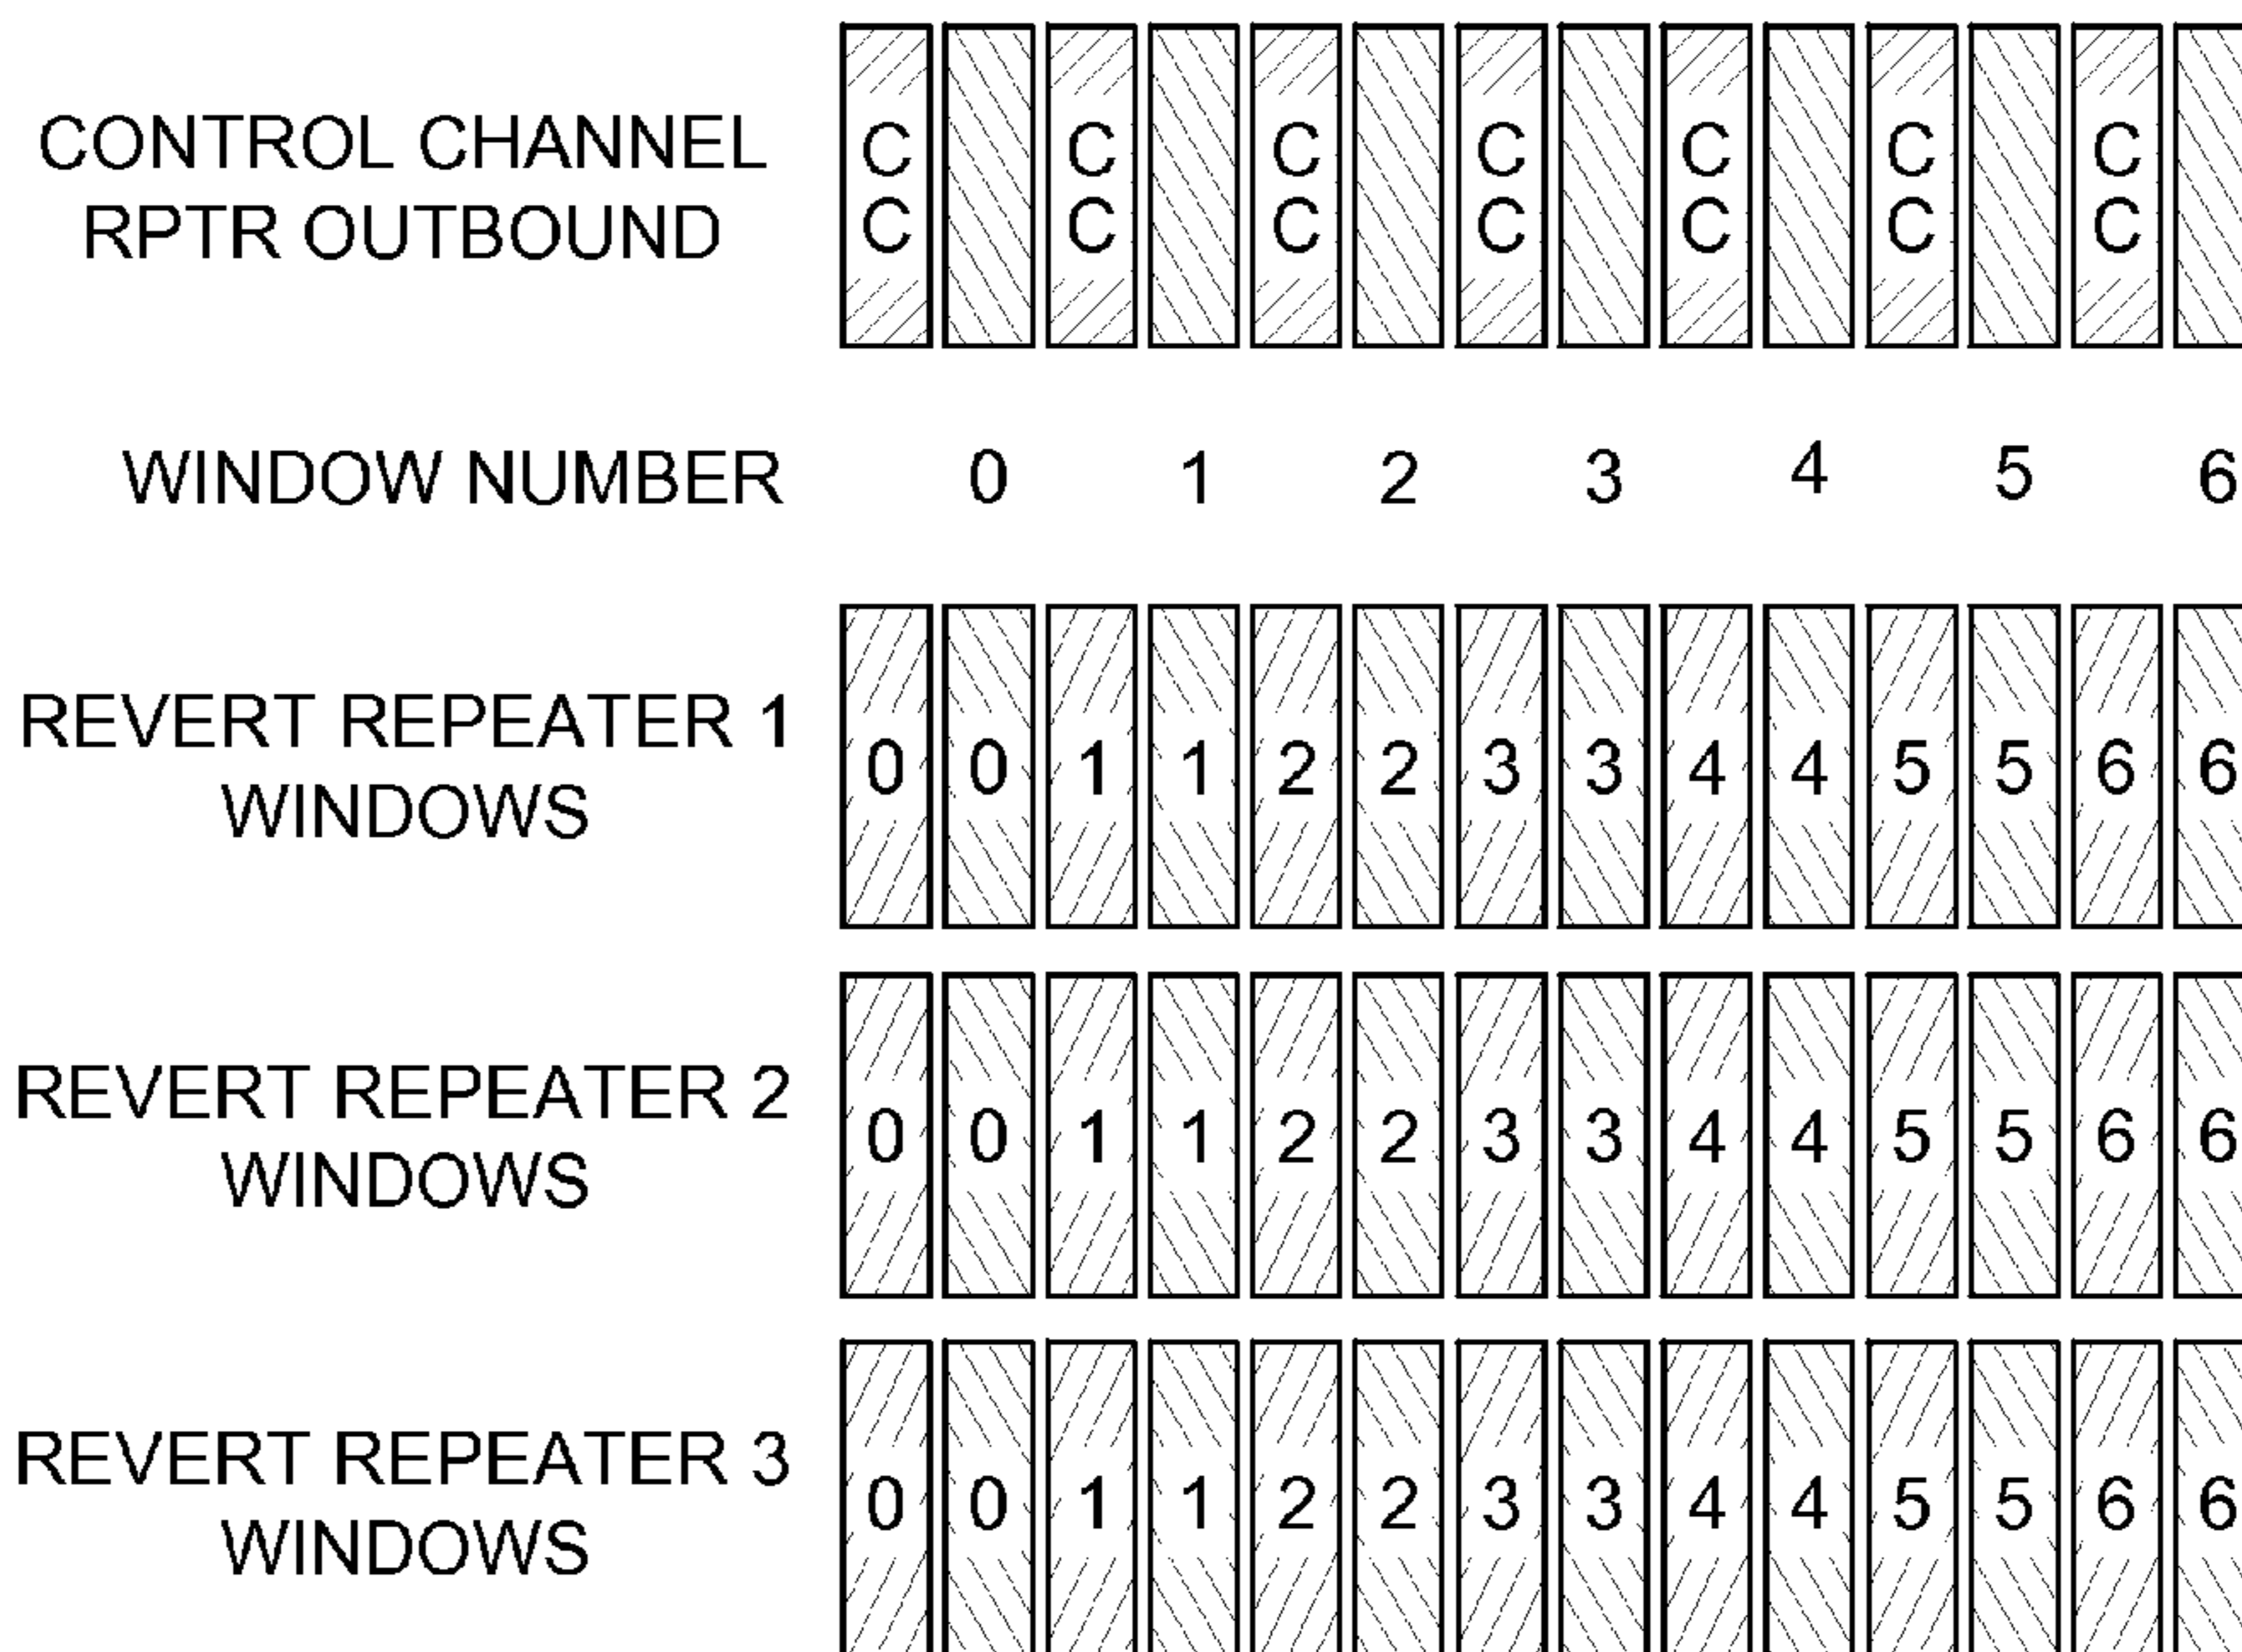 CONTROL CHANNEL
RPTR OUTBOUND
C C C C C C C
C C C C C C C
WINDOW NUMBER 0 1 2 3 4 5 6
REVERT REPEATER 1
WINDOWS
0 0 1 1 2 2 3 3 4 4 5 5 6 6
REVERT REPEATER 2
WINDOWS
0 0 1 1 2 2 3 3 4 4 5 5 6 6
REVERT REPEATER 3
WINDOWS
0 0 1 1 2 2 3 3 4 4 5 5 6 6